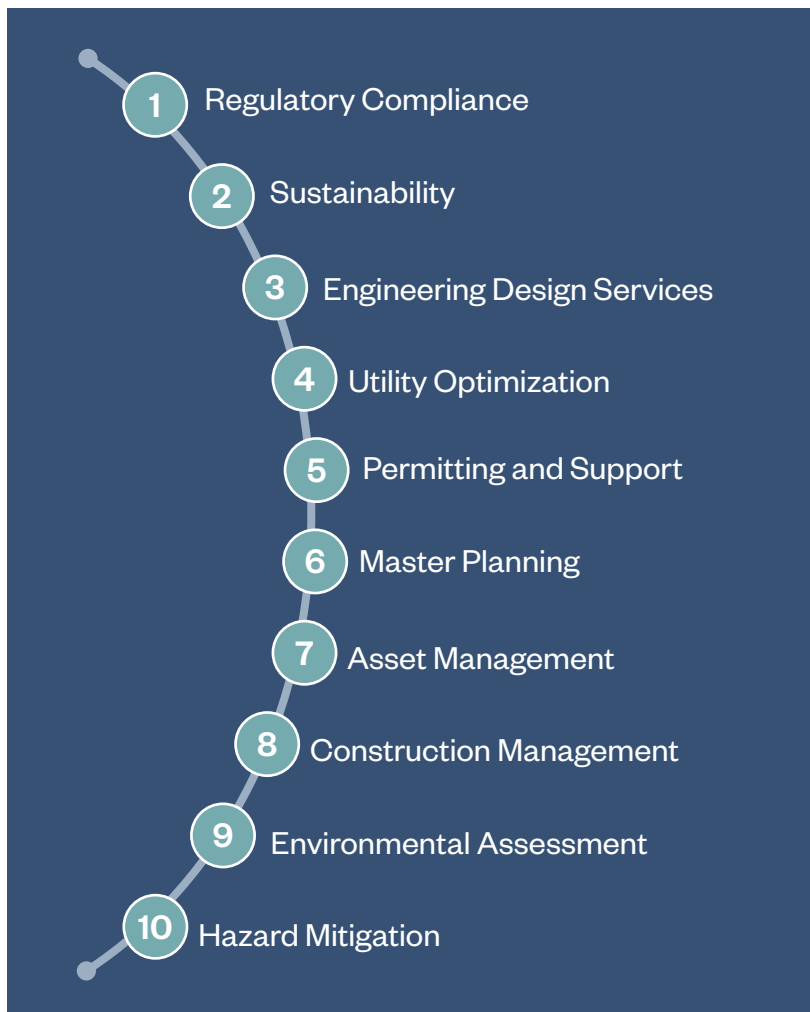 1 Regulatory Compliance
2 Sustainability
3 Engineering Design Services
4 Utility Optimization
5 Permitting and Support
6 Master Planning
7 Asset Management
8 Construction Management
9 Environmental Assessment
10 Hazard Mitigation